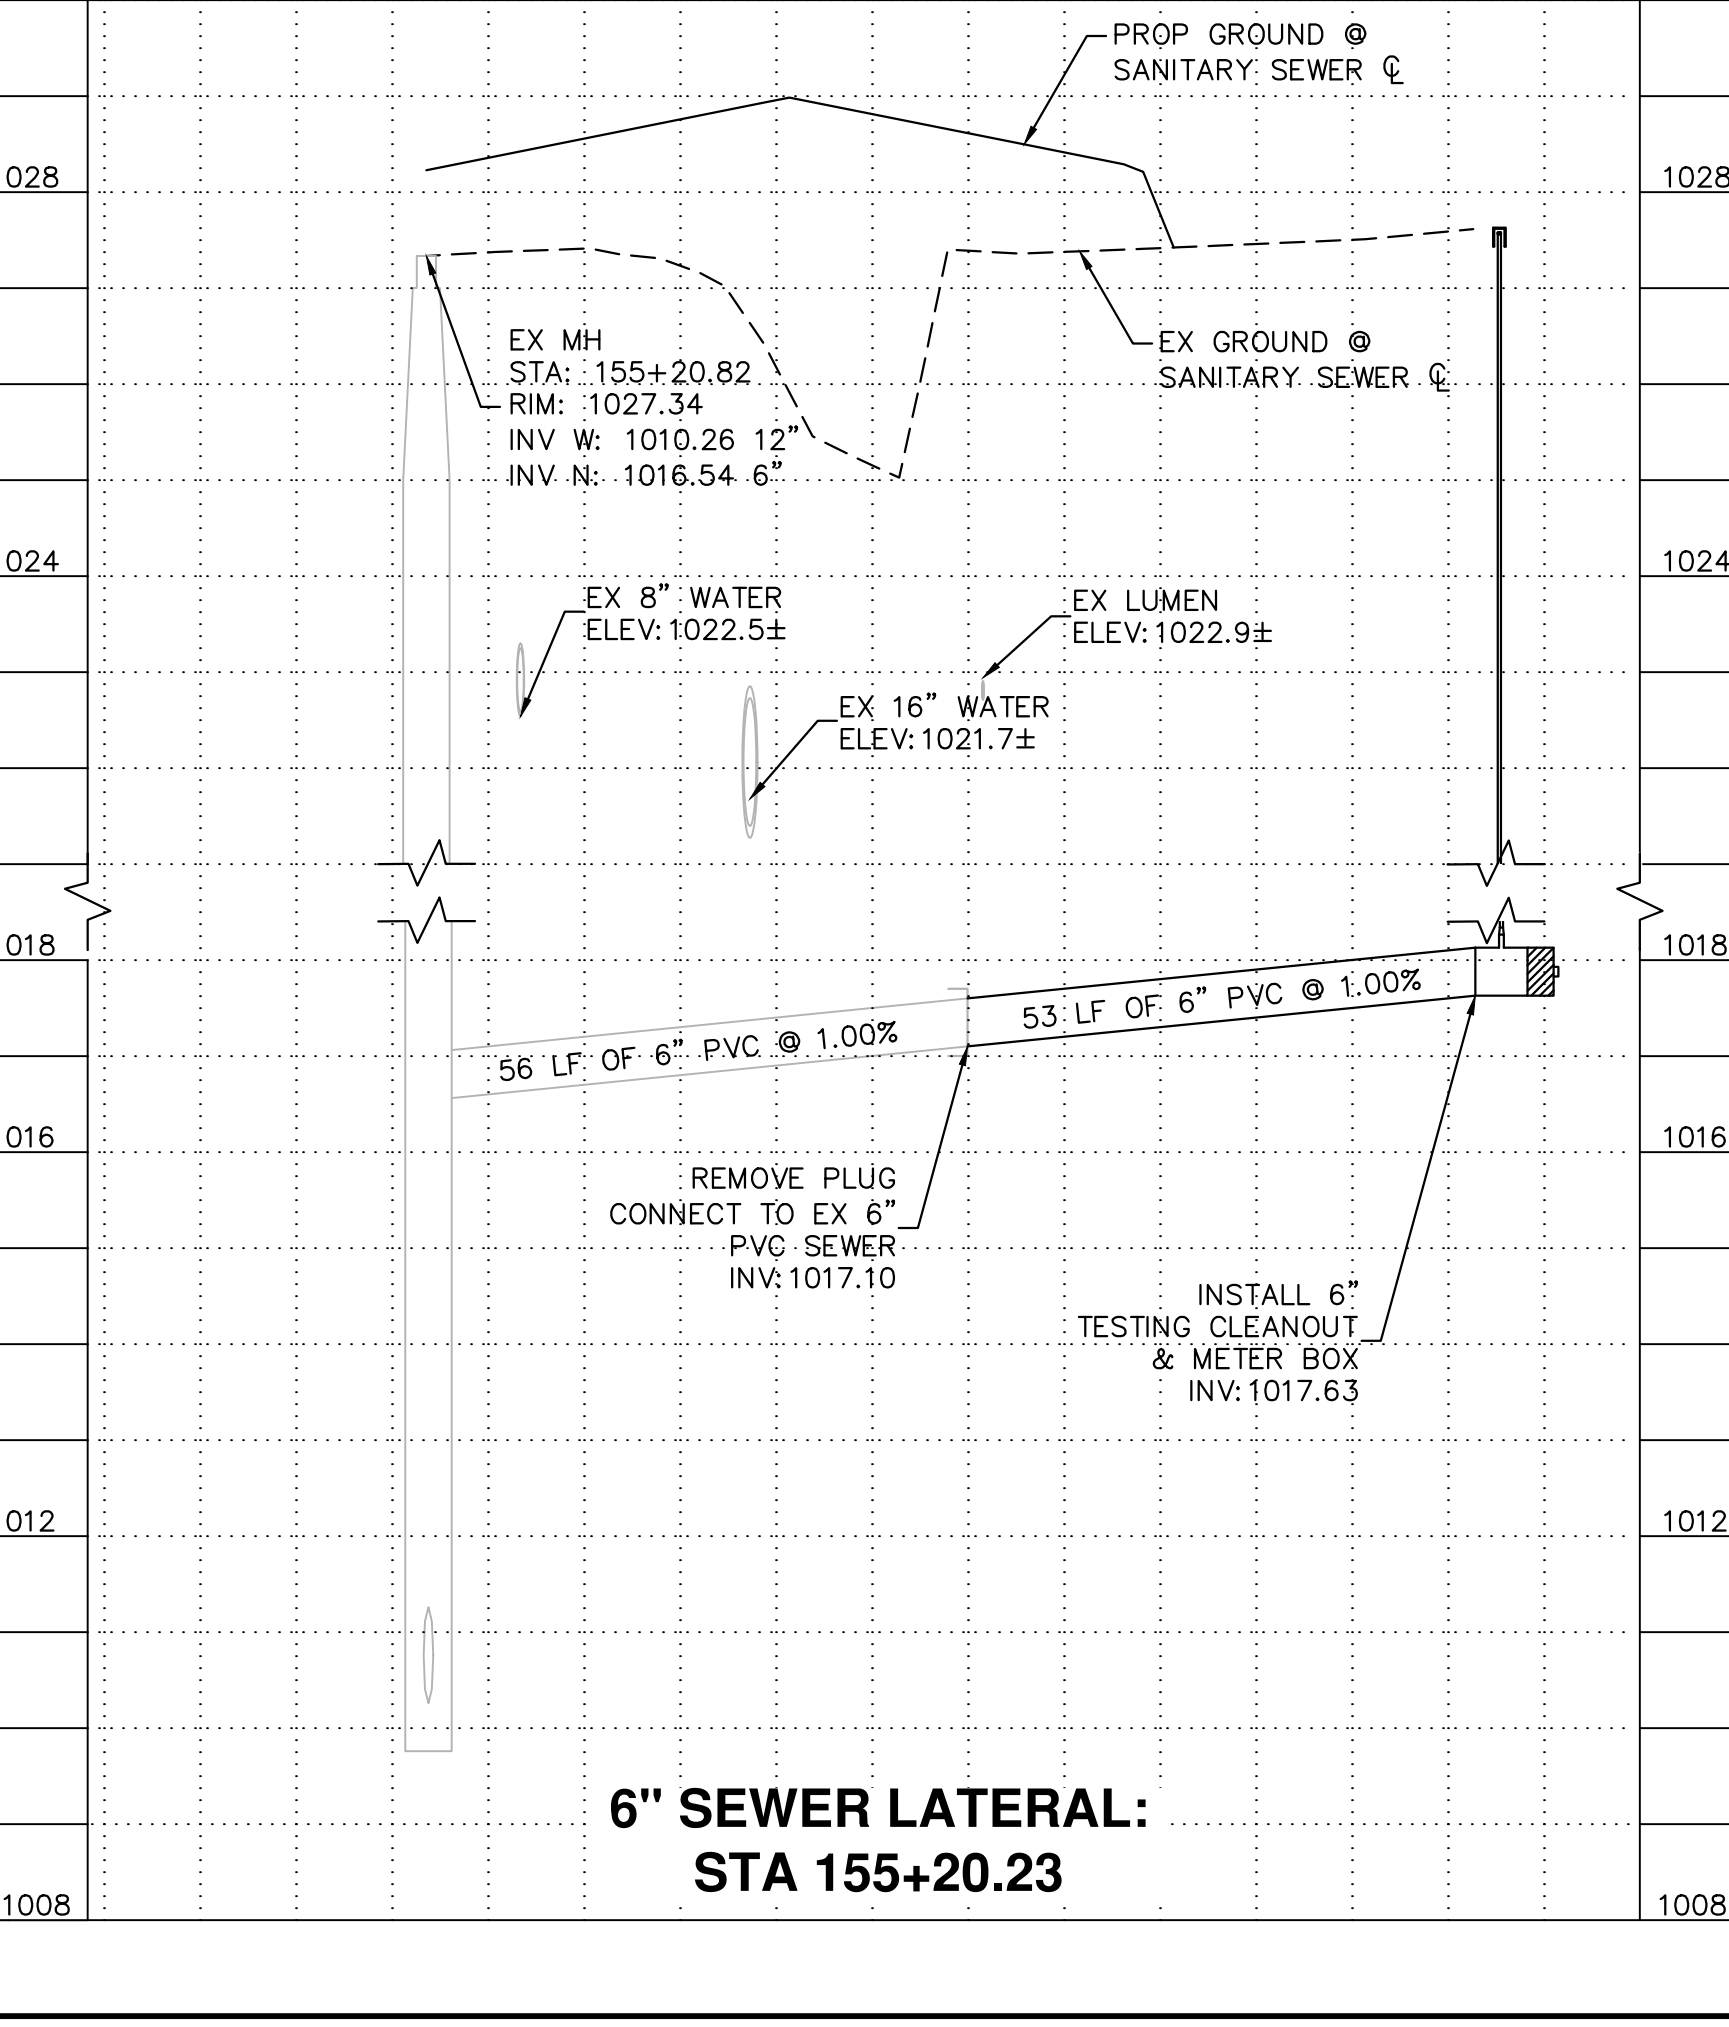 PROP GROUND @
SANITARY SEWER ℄
028
1028
EX MH
STA: 155+20.82
RIM: 1027.34
INV W: 1010.26 12"
INV N: 1016.54 6"
EX GROUND @
SANITARY SEWER ℄
024
1024
EX 8" WATER
ELEV: 1022.5±
EX LUMEN
ELEV: 1022.9±
EX 16" WATER
ELEV: 1021.7±
018
1018
56 LF OF 6" PVC @ 1.00%
53 LF OF 6" PVC @ 1.00%
016
1016
REMOVE PLUG
CONNECT TO EX 6"
PVC SEWER
INV: 1017.10
INSTALL 6"
TESTING CLEANOUT
& METER BOX
INV: 1017.63
012
1012
6" SEWER LATERAL:
STA 155+20.23
1008
1008